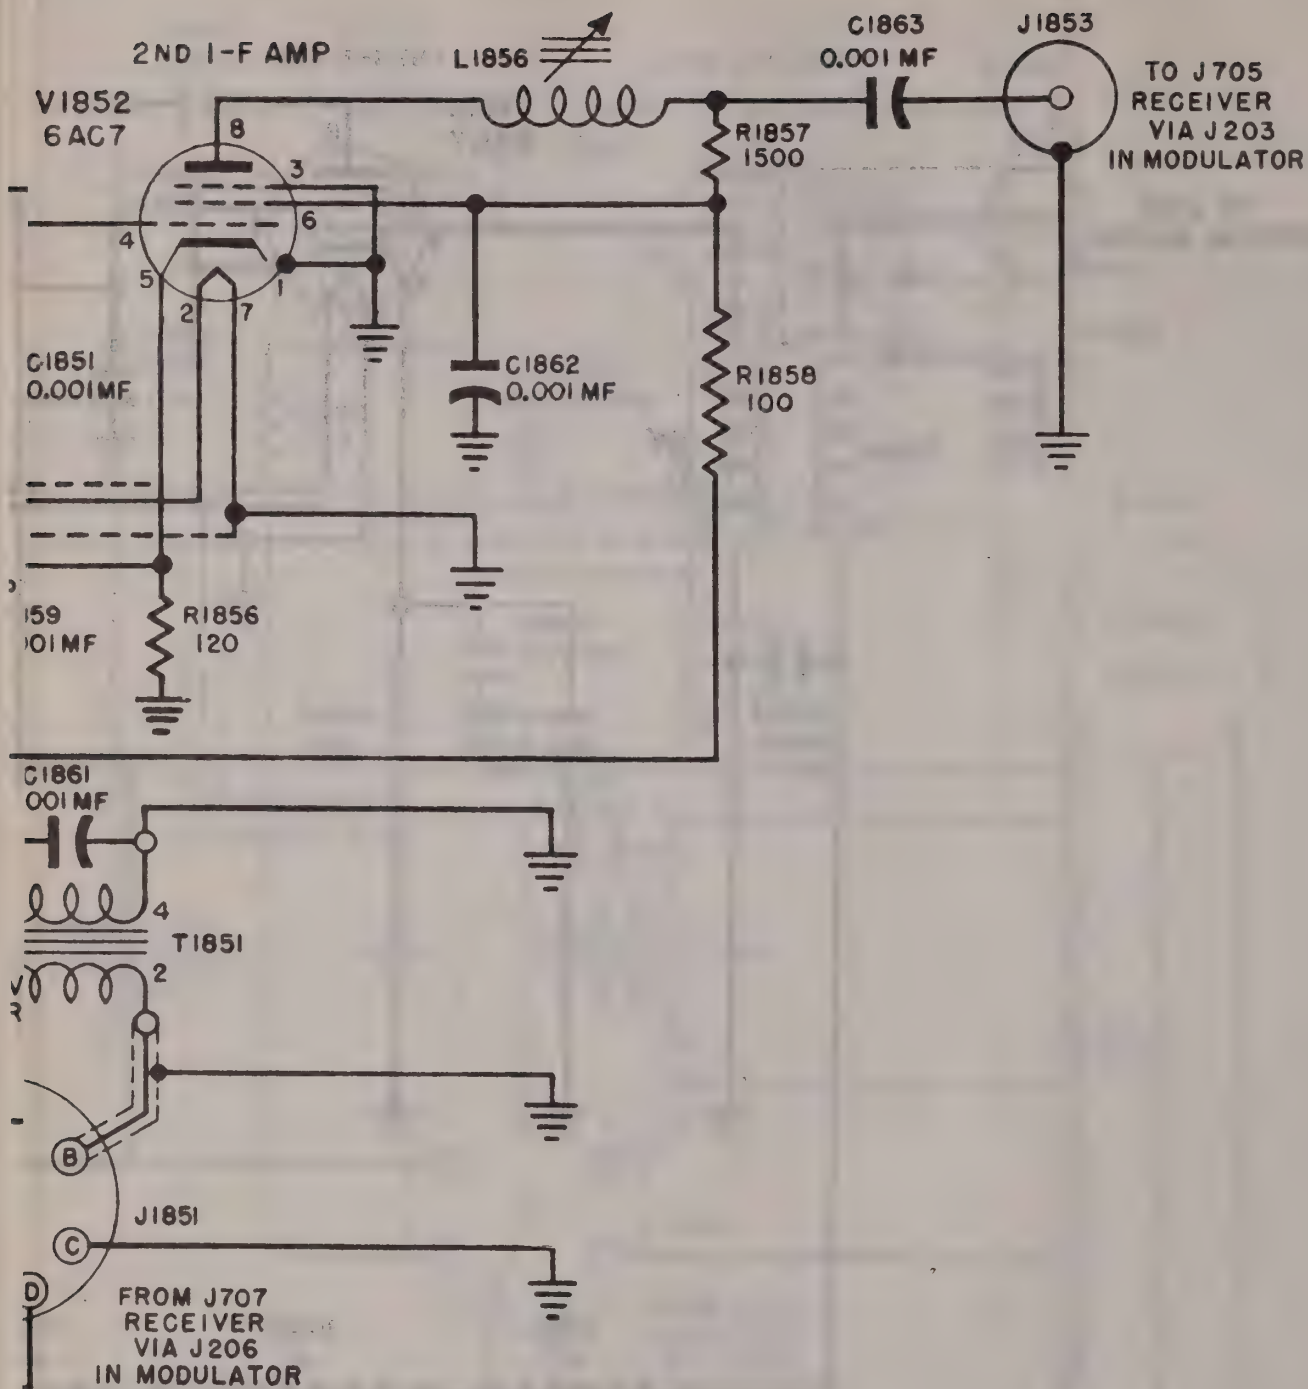 2ND I-F AMP
V1852
6AC7
8
3
6
4
5
2
7
1
L1856
C1863
0.001 MF
J1853
TO J705
RECEIVER
VIA J203
IN MODULATOR
R1857
1500
C1851
0.001MF
C1862
0.001MF
R1858
100
R1856
120
C1861
001MF
4
T1851
2
B
J1851
C
D
FROM J707
RECEIVER
VIA J206
IN MODULATOR